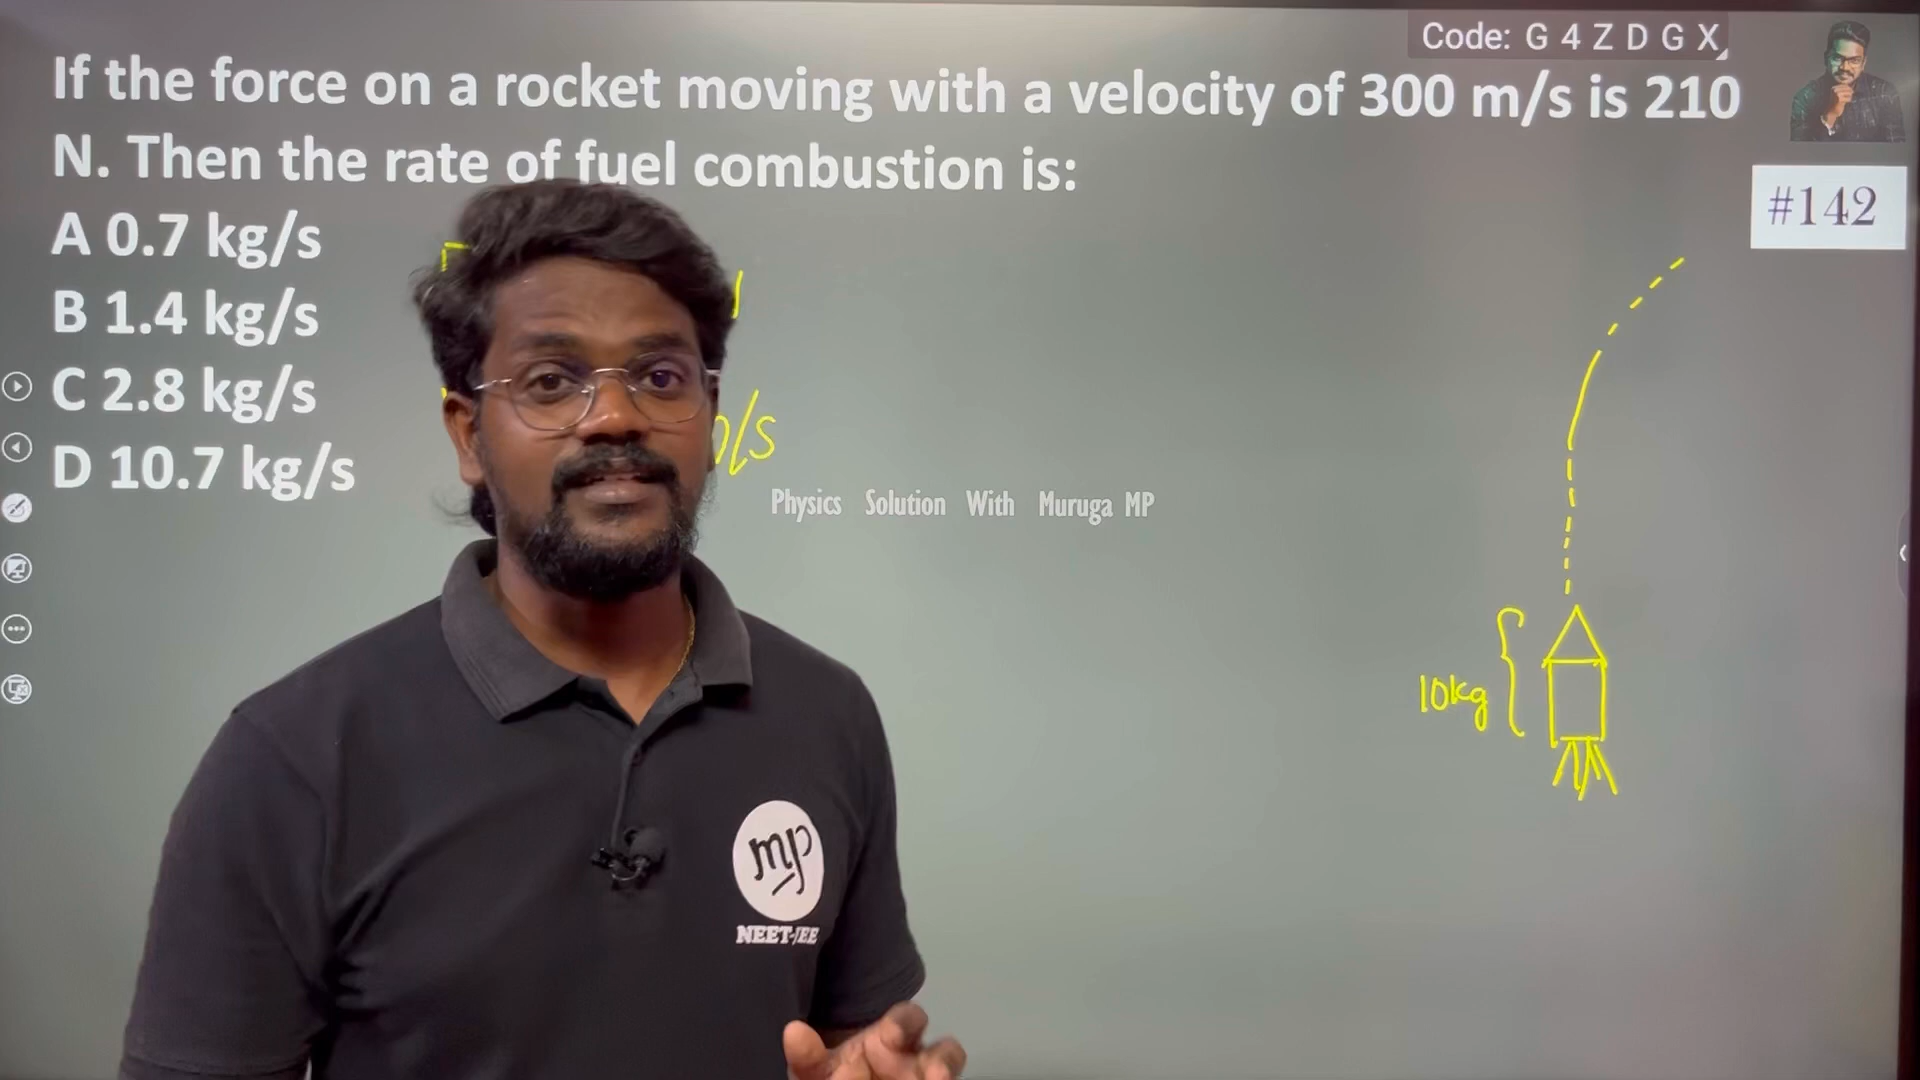 Code: G 4 Z D G X
If the force on a rocket moving with a velocity of 300 m/s is 210
N. Then the rate of fuel combustion is:
#142
A 0.7 kg/s
B 1.4 kg/s
C 2.8 kg/s
/s
D 10.7 kg/s
Physics Solution With Muruga MP
10kg
mp
NEET-JEE